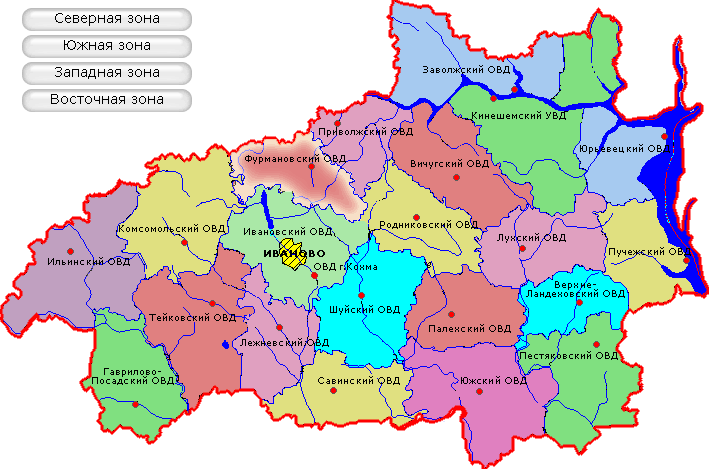 Северная зона
Южная зона
Западная зона
Восточная зона
Заволжский ОВД
Кинешемский УВД
Приволжский ОВД
Юрьевецкий ОВД
Фурмановский ОВД
Вичугский ОВД
Комсомольский ОВД
Ивановский ОВД
Родниковский ОВД
Лухский ОВД
Пучежский ОВД
Ильинский ОВД
ИВАНОВО
ОВД г.Кохма
Верхне-
Ландеховский ОВД
Тейковский ОВД
Шуйский ОВД
Палехский ОВД
Лежневский ОВД
Пестяковский ОВД
Гаврилово-
Посадский ОВД
Савинский ОВД
Южский ОВД